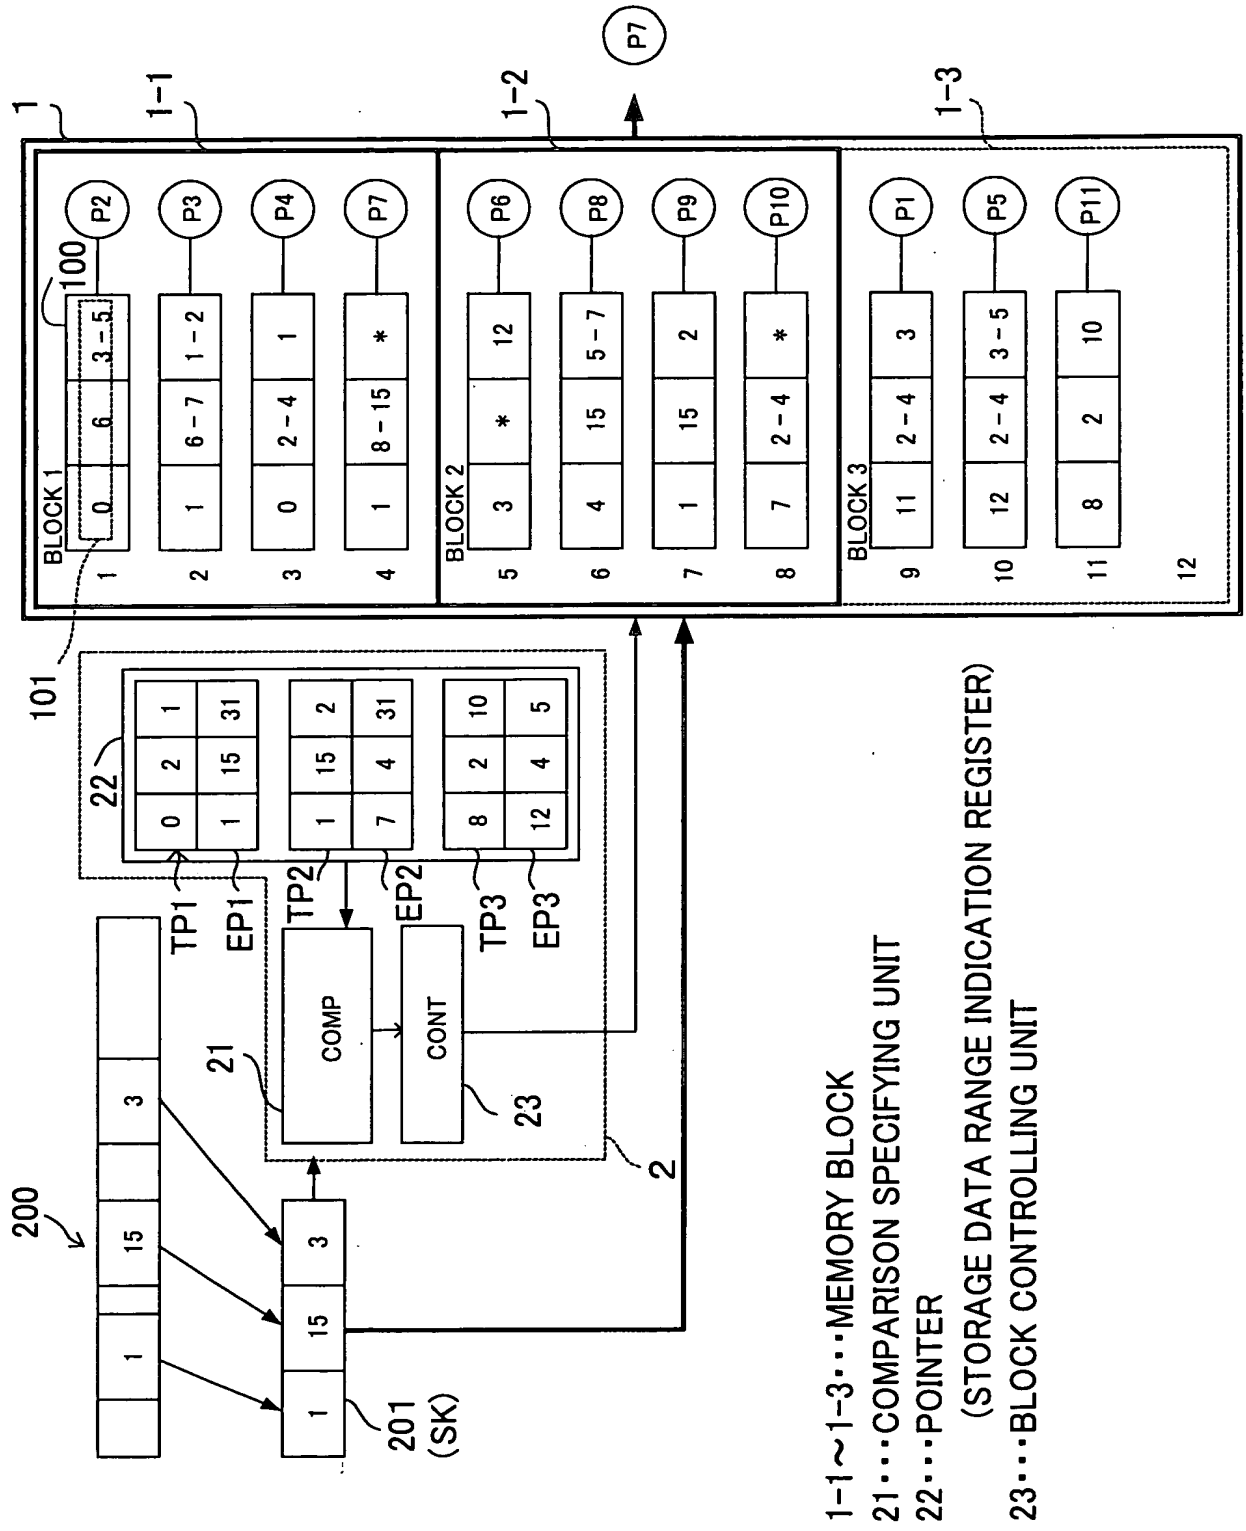 200
1 15 3
1 15 3
201
(SK)
2
21
COMP
CONT
23
22
TP1 0 2 1
EP1 1 15 31
TP2 1 15 2
EP2 7 4 31
TP3 8 2 10
EP3 12 4 5
1
1-1
BLOCK 1
100
101
1 0 6 3-5 P2
2 1 6-7 1-2 P3
3 0 2-4 1 P4
4 1 8-15 * P7
1-2
BLOCK 2
5 3 * 12 P6
6 4 15 5-7 P8
7 1 15 2 P9
8 7 2-4 * P10
1-3
BLOCK 3
9 11 2-4 3 P1
10 12 2-4 3-5 P5
11 8 2 10 P11
12
P7
1-1~1-3···MEMORY BLOCK
21···COMPARISON SPECIFYING UNIT
22···POINTER
(STORAGE DATA RANGE INDICATION REGISTER)
23···BLOCK CONTROLLING UNIT